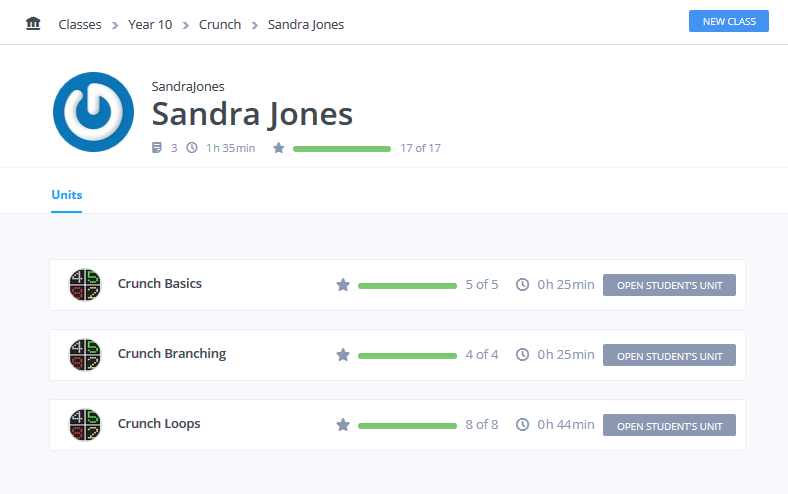 Classes Year 10 Crunch Sandra Jones NEW CLASS
SandraJones
Sandra Jones
3 1h 35min 17 of 17
Units
Crunch Basics 5 of 5 0h 25min OPEN STUDENT'S UNIT
Crunch Branching 4 of 4 0h 25min OPEN STUDENT'S UNIT
Crunch Loops 8 of 8 0h 44min OPEN STUDENT'S UNIT